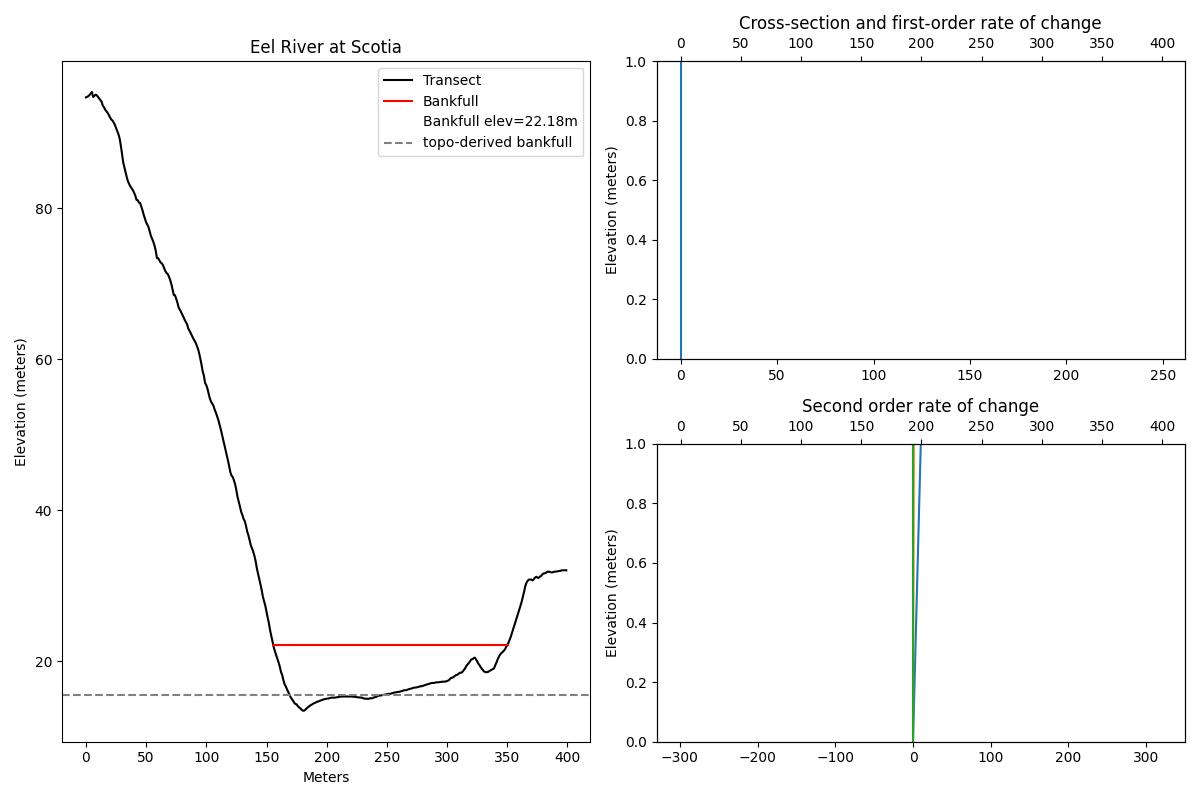 Eel River at Scotia
Transect
Bankfull
Bankfull elev=22.18m
topo-derived bankfull
80
60
40
20
Elevation (meters)
0 50 100 150 200 250 300 350 400
Meters
Cross-section and first-order rate of change
0 50 100 150 200 250 300 350 400
1.0
0.8
0.6
0.4
0.2
0.0
Elevation (meters)
0 50 100 150 200 250
Second order rate of change
0 50 100 150 200 250 300 350 400
1.0
0.8
0.6
0.4
0.2
0.0
Elevation (meters)
−300 −200 −100 0 100 200 300